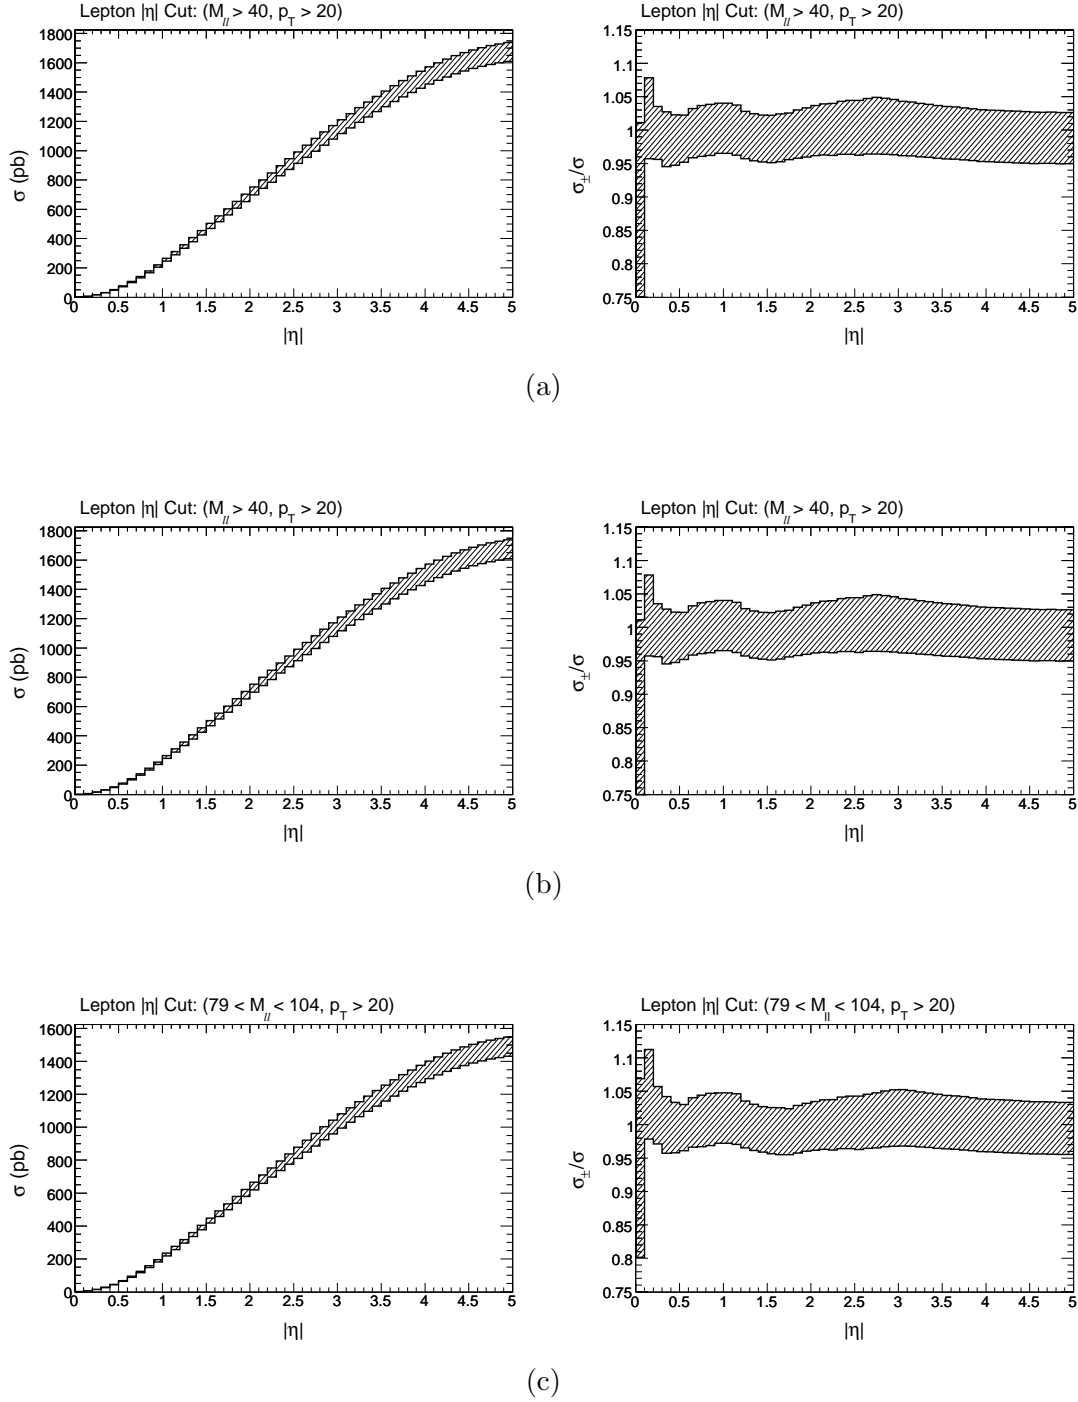 Lepton |η| Cut: (M_ll > 40, p_T > 20)
σ (pb)
1800
1600
1400
1200
1000
800
600
400
200
0
0 0.5 1 1.5 2 2.5 3 3.5 4 4.5 5
|η|
Lepton |η| Cut: (M_ll > 40, p_T > 20)
σ±/σ
1.15
1.1
1.05
1
0.95
0.9
0.85
0.8
0.75
0 0.5 1 1.5 2 2.5 3 3.5 4 4.5 5
|η|
(a)
Lepton |η| Cut: (M_ll > 40, p_T > 20)
σ (pb)
1800
1600
1400
1200
1000
800
600
400
200
0
0 0.5 1 1.5 2 2.5 3 3.5 4 4.5 5
|η|
Lepton |η| Cut: (M_ll > 40, p_T > 20)
σ±/σ
1.15
1.1
1.05
1
0.95
0.9
0.85
0.8
0.75
0 0.5 1 1.5 2 2.5 3 3.5 4 4.5 5
|η|
(b)
Lepton |η| Cut: (79 < M_ll < 104, p_T > 20)
σ (pb)
1600
1400
1200
1000
800
600
400
200
0
0 0.5 1 1.5 2 2.5 3 3.5 4 4.5 5
|η|
Lepton |η| Cut: (79 < M_ll < 104, p_T > 20)
σ±/σ
1.15
1.1
1.05
1
0.95
0.9
0.85
0.8
0.75
0 0.5 1 1.5 2 2.5 3 3.5 4 4.5 5
|η|
(c)